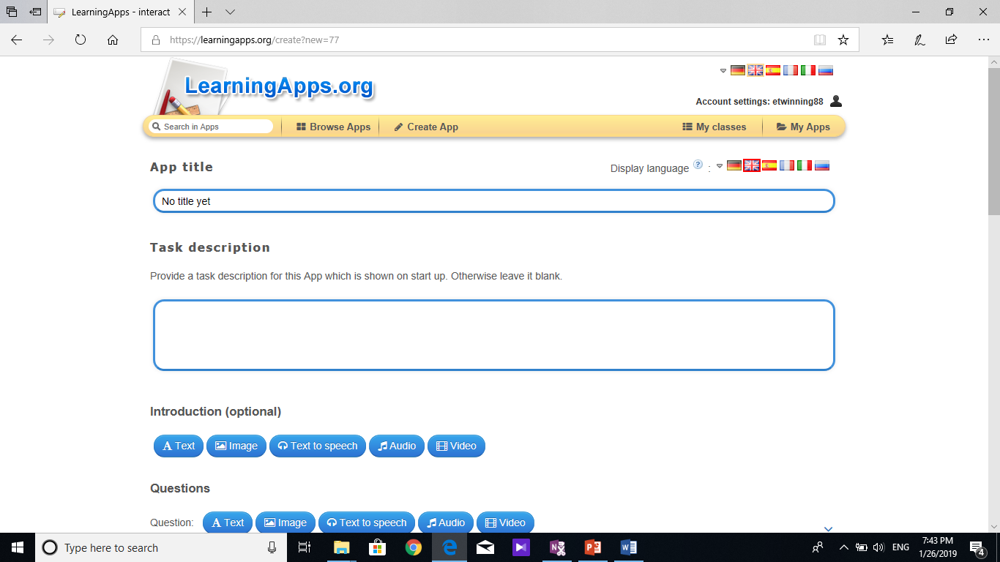 LearningApps - interact
https://learningapps.org/create?new=77
LearningApps.org
Account settings: etwinning88
Search in Apps
Browse Apps
Create App
My classes
My Apps
App title
Display language ? :
No title yet
Task description
Provide a task description for this App which is shown on start up. Otherwise leave it blank.
Introduction (optional)
A Text
Image
Text to speech
Audio
Video
Questions
Question:
A Text
Image
Text to speech
Audio
Video
Type here to search
ENG
7:43 PM
1/26/2019
4